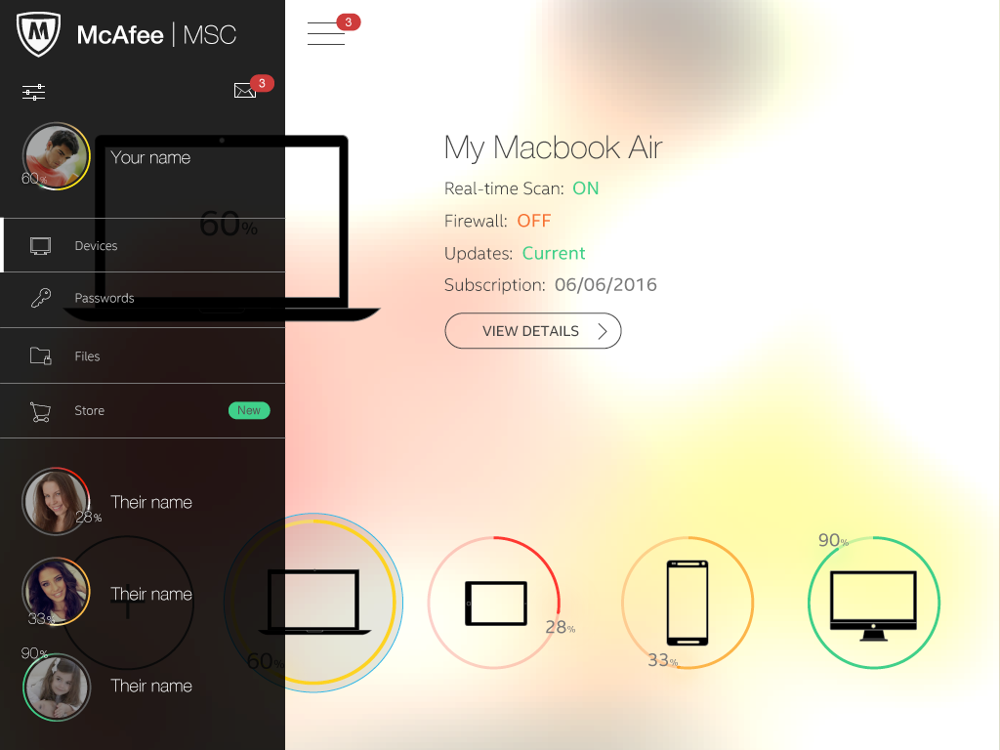 McAfee | MSC
3
3
Your name
60%
60%
Devices
Passwords
Files
Store
New
Their name
28%
Their name
33%
90%
Their name
My Macbook Air
Real-time Scan: ON
Firewall: OFF
Updates: Current
Subscription: 06/06/2016
VIEW DETAILS
60%
28%
33%
90%